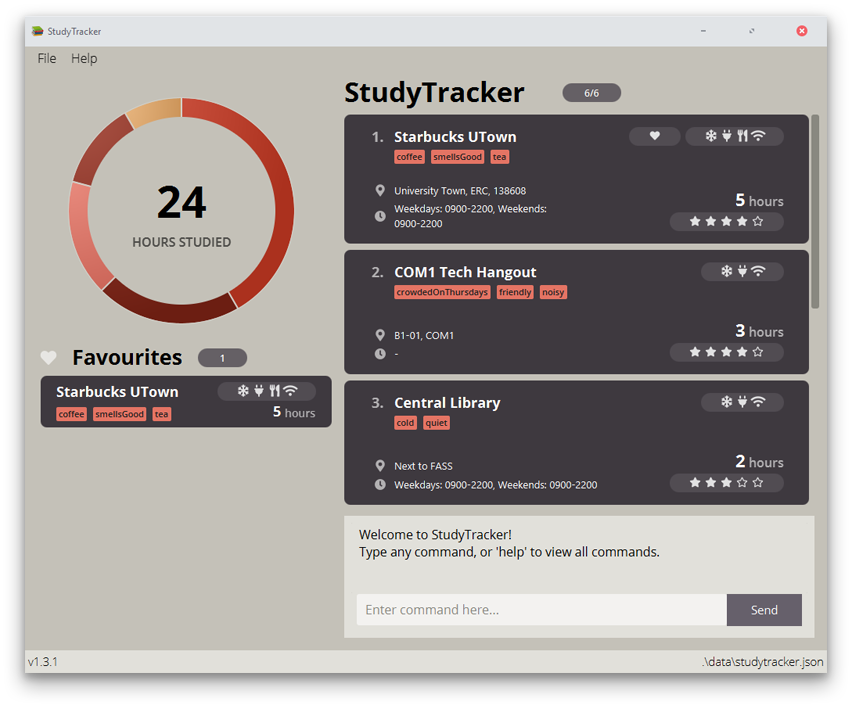 StudyTracker
File Help
24
HOURS STUDIED
Favourites 1
Starbucks UTown
coffee smellsGood tea
5 hours
StudyTracker 6/6
1. Starbucks UTown
coffee smellsGood tea
University Town, ERC, 138608
Weekdays: 0900-2200, Weekends:
0900-2200
5 hours
2. COM1 Tech Hangout
crowdedOnThursdays friendly noisy
B1-01, COM1
-
3 hours
3. Central Library
cold quiet
Next to FASS
Weekdays: 0900-2200, Weekends: 0900-2200
2 hours
Welcome to StudyTracker!
Type any command, or 'help' to view all commands.
Enter command here...
Send
v1.3.1
.\data\studytracker.json